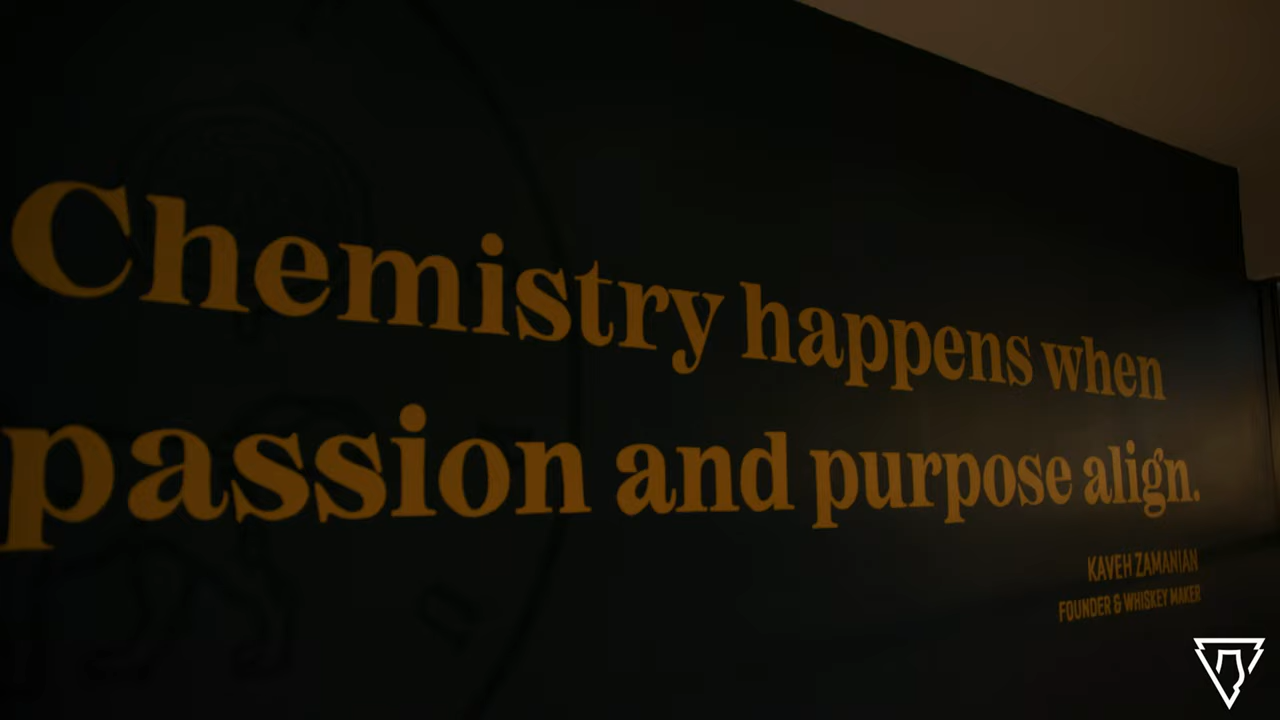 Chemistry happens when
passion and purpose align.
KAVEH ZAMANIAN
FOUNDER & WHISKEY MAKER